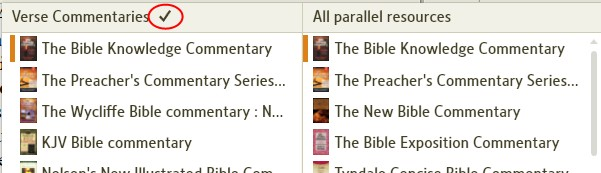 Verse Commentaries
The Bible Knowledge Commentary
The Preacher's Commentary Series...
The Wycliffe Bible commentary : N...
KJV Bible commentary
Nelson's New Illustrated Bible Com...
All parallel resources
The Bible Knowledge Commentary
The Preacher's Commentary Series...
The New Bible Commentary
The Bible Exposition Commentary
Tyndale Concise Bible Commentary